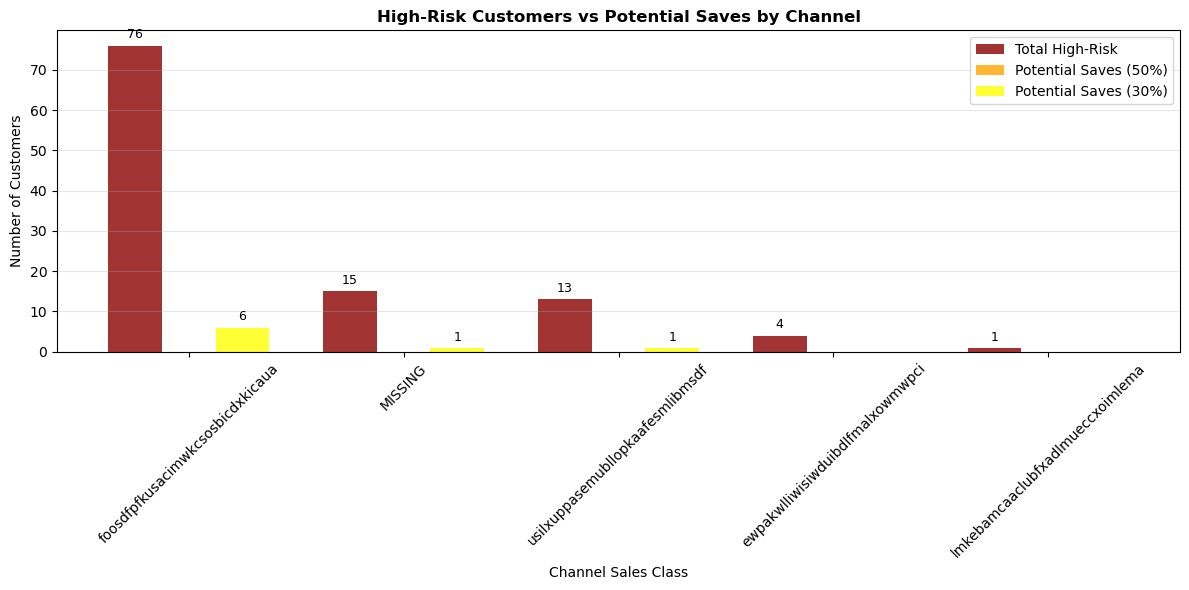 High-Risk Customers vs Potential Saves by Channel
Total High-Risk
Potential Saves (50%)
Potential Saves (30%)
Number of Customers
70
60
50
40
30
20
10
0
76
6
15
1
13
1
4
1
foosdfpfkusacimwkcsosbicdxkicaua
MISSING
usilxuppasemubllopkaafesmlibmsdf
ewpakwlliwisiwduibdlfmalxowmwpci
lmkebamcaaclubfxadlmueccxoimlema
Channel Sales Class